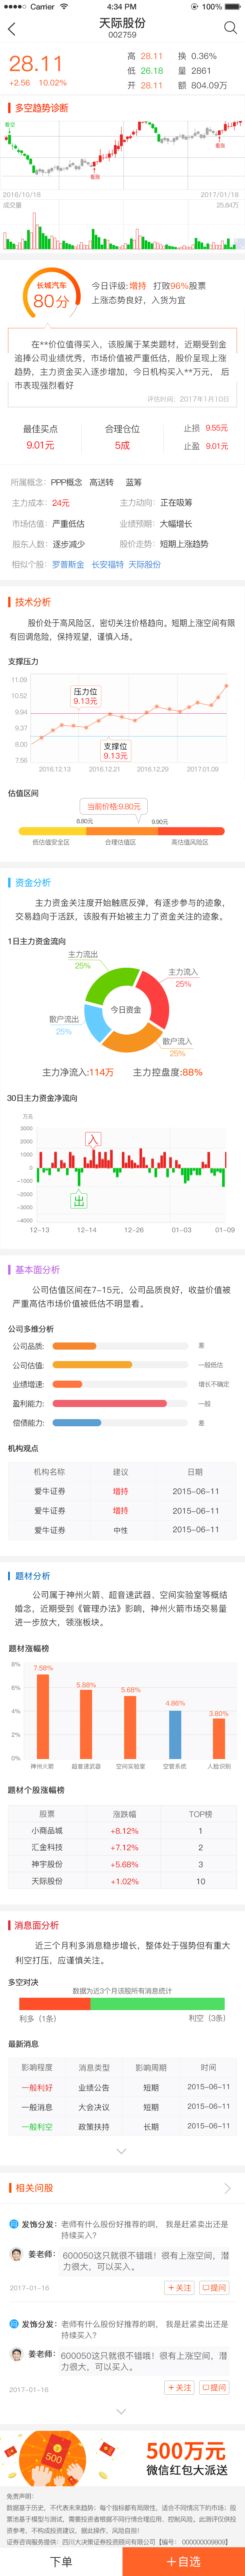 Carrier 4:34 PM 100%
天际股份
002759
28.11
+2.56 10.02%
高 28.11 换 0.36%
低 26.18 量 2861
开 28.11 额 804.09万
多空趋势诊断
看空
看涨
看涨
2016/10/18 2017/01/18
成交量 25.84万
长城汽车
80分
今日评级:增持 打败96%股票
上涨态势良好，入货为宜
在**价位值得买入，该股属于某类题材，近期受到金
追捧公司业绩优秀，市场价值被严重低估，股价呈现上涨
趋势，主力资金买入逐步增加，今日机构买入**万元， 后
市表现强烈看好
评估时间：2017年1月10日
最佳买点 合理仓位 止损 9.55元
9.01元 5成 止盈 9.01元
所属概念: PPP概念 高送转 蓝筹
主力成本: 24元 主力动向: 正在吸筹
市场估值: 严重低估 业绩预期: 大幅增长
股东人数: 逐步减少 股价走势: 短期上涨趋势
相似个股: 罗普斯金 长安福特 天际股份
技术分析
股价处于高风险区，密切关注价格趋向。短期上涨空间有限
有回调危险，保持观望，谨慎入场。
支撑压力
11.09
10.52
9.94
9.37
8.00
7.56
压力位
9.13元
支撑位
9.13元
2016.12.13 2016.12.21 2016.12.29 2017.01.09
估值区间
当前价格:9.80元
8.80元 9.90元
低估值安全区 合理估值区 高估值风险区
资金分析
主力资金关注度开始触底反弹，有逐步参与的迹象，
交易趋向于活跃，该股有开始被主力了资金关注的迹象。
1日主力资金流向
主力流出
25%
主力流入
25%
今日资金
散户流出
25%
散户流入
25%
主力净流入:114万 主力控盘度:88%
30日主力资金净流向
万元
3000
2000
1000
0
-1000
-2000
-3000
-4000
入
出
12-13 12-14 12-26 01-03 01-09
基本面分析
公司估值区间在7-15元，公司品质良好，收益价值被
严重高估市场价值被低估不明显看。
公司多维分析
公司品质: 差
公司估值: 一般低估
业绩增速: 增长不确定
盈利能力: 一般
偿债能力: 差
机构观点
机构名称 建议 日期
爱牛证券 增持 2015-06-11
爱牛证券 增持 2015-06-11
爱牛证券 中性 2015-06-11
题材分析
公司属于神州火箭、超音速武器、空间实验室等概结
婚念，近期受到《管理办法》影响，神州火箭市场交易量
进一步放大，领涨板块。
题材涨幅榜
8%
6%
4%
2%
0%
7.58%
5.88%
5.68%
4.86%
3.80%
神州火箭 超音速武器 空间实验室 空管系统 人脸识别
题材个股涨幅榜
股票 涨跌幅 TOP榜
小商品城 +8.12% 1
汇金科技 +7.12% 2
神宇股份 +5.68% 3
天际股份 +1.02% 10
消息面分析
近三个月利多消息稳步增长，整体处于强势但有重大
利空打压，应谨慎关注。
多空对决
数据为近3个月该股所有消息统计
利多（1条） 利空（3条）
最新消息
影响程度 消息类型 影响周期 时间
一般利好 业绩公告 短期 2015-06-11
一般消息 大会决议 短期 2015-06-11
一般利空 政策扶持 长期 2015-06-11
相关问股
问 发饰分发： 老师有什么股份好推荐的啊， 我是赶紧卖出还是
持续买入？
姜老师： 600050这只就很不错哦！很有上涨空间，潜
力很大，可以买入。
2017-01-16 +关注 提问
问 发饰分发： 老师有什么股份好推荐的啊， 我是赶紧卖出还是
持续买入？
姜老师： 600050这只就很不错哦！很有上涨空间，潜
力很大，可以买入。
2017-01-16 +关注 提问
500
500万元
微信红包大派送
免责声明：
数据基于历史，不代表未来趋势；每个指标都有局限性，适合不同情况下的市场；股
票池基于模型与测试，需要投资者根据不同行情合理应用、控制风险，此测评仅供投
资参考，不构成投资建议，据此操作，风险自担！
证券咨询服务提供：四川大决策证券投资顾问有限公司【编号： 000000009809】
下单 +自选